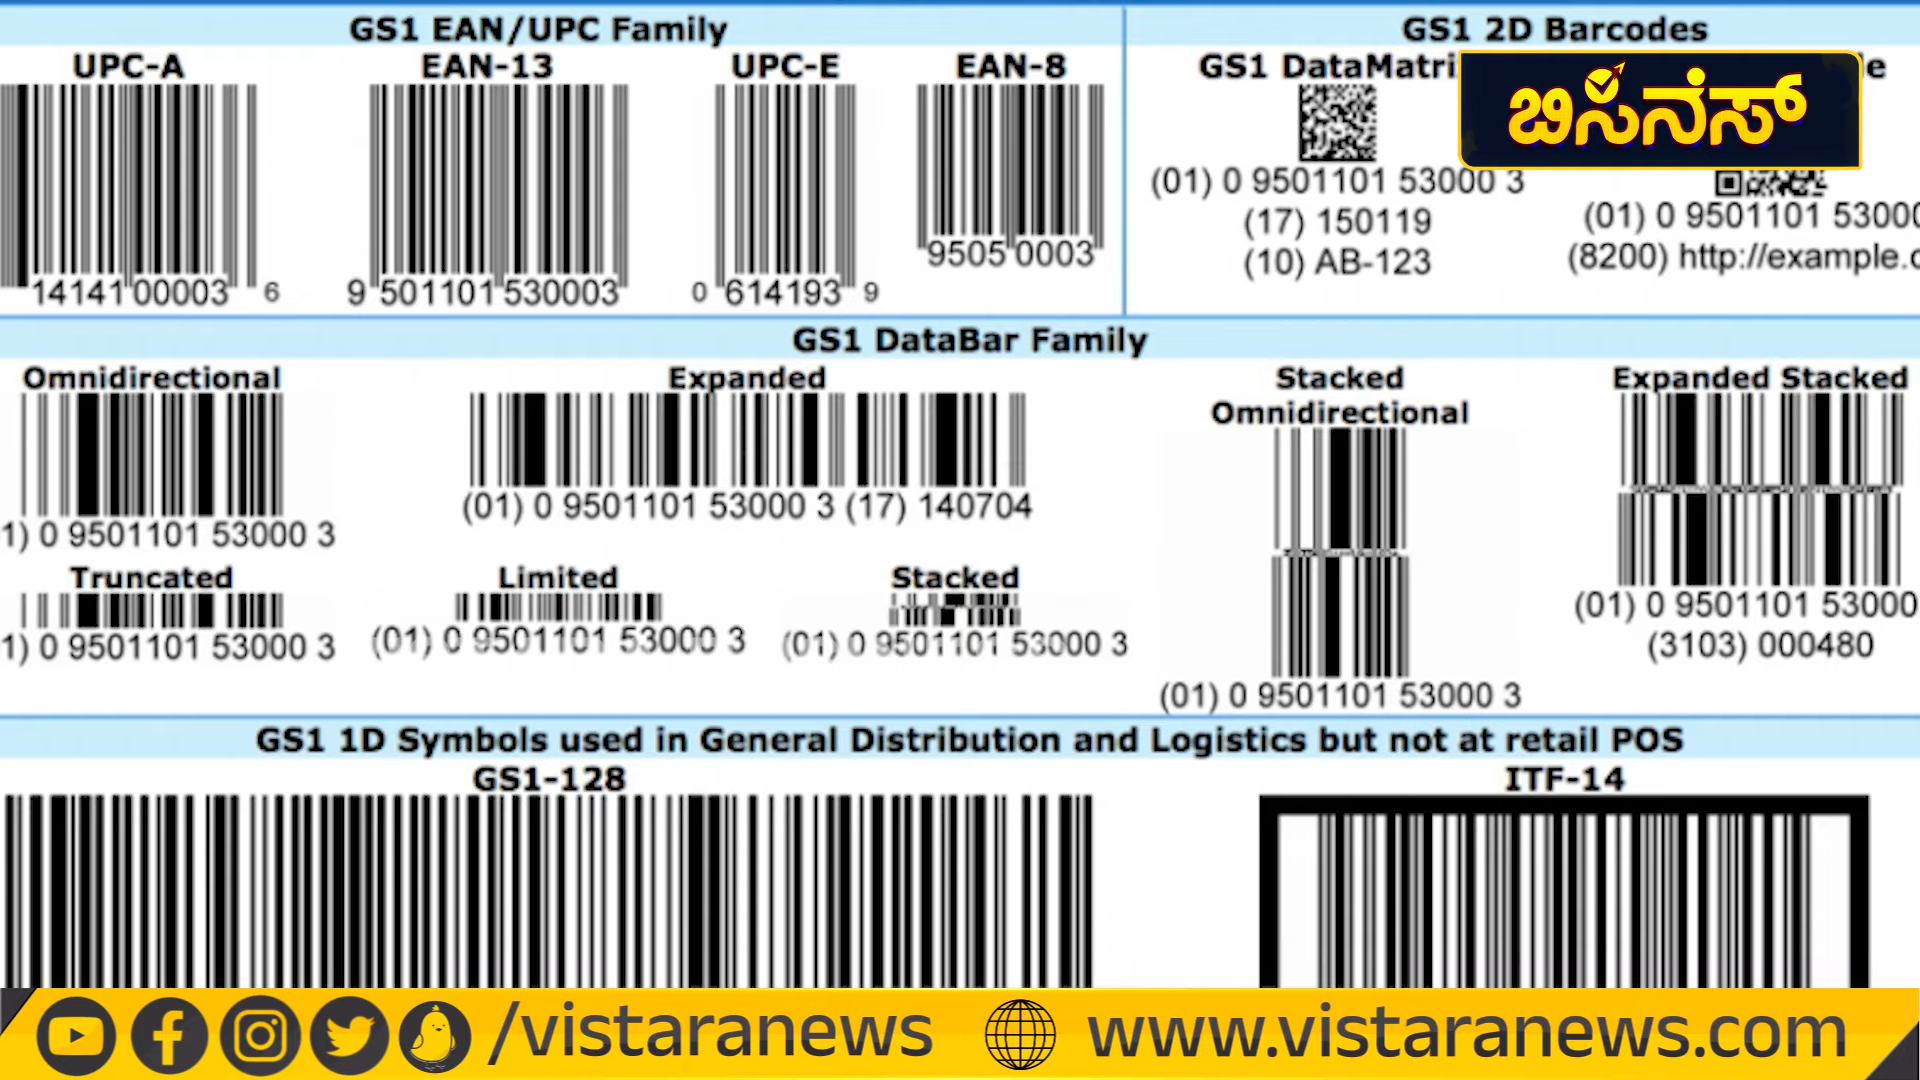 GS1 EAN/UPC Family
GS1 2D Barcodes
UPC-A
EAN-13
UPC-E
EAN-8
GS1 DataMatri
ಬಿಸಿನೆಸ್
14141 00003 6
9 501101 530003
0 614193 9
9505 0003
(01) 0 9501101 53000 3
(17) 150119
(10) AB-123
(01) 0 9501101 5300
(8200) http://example.
GS1 DataBar Family
Omnidirectional
Expanded
Stacked
Omnidirectional
Expanded Stacked
1) 0 9501101 53000 3
(01) 0 9501101 53000 3 (17) 140704
Truncated
Limited
Stacked
1) 0 9501101 53000 3
(01) 0 9501101 53000 3
(01) 0 9501101 53000 3
(01) 0 9501101 53000 3
(01) 0 9501101 53000
(3103) 000480
GS1 1D Symbols used in General Distribution and Logistics but not at retail POS
GS1-128
ITF-14
/vistaranews
www.vistaranews.com